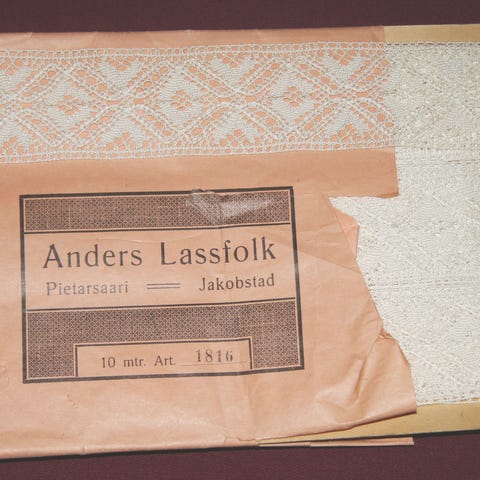 Anders Lassfolk
Pietarsaari = Jakobstad
10 mtr. Art. 1816